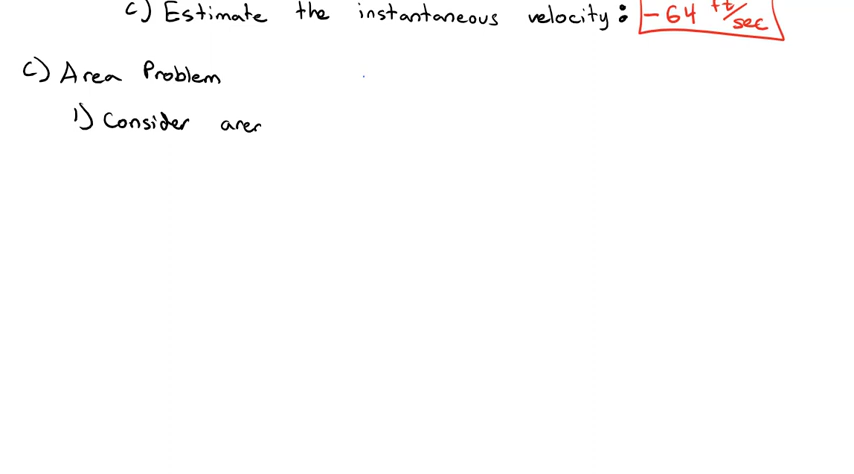 c) Estimate the instantaneous velocity: -64 ft/sec
C) Area Problem
1) Consider arer